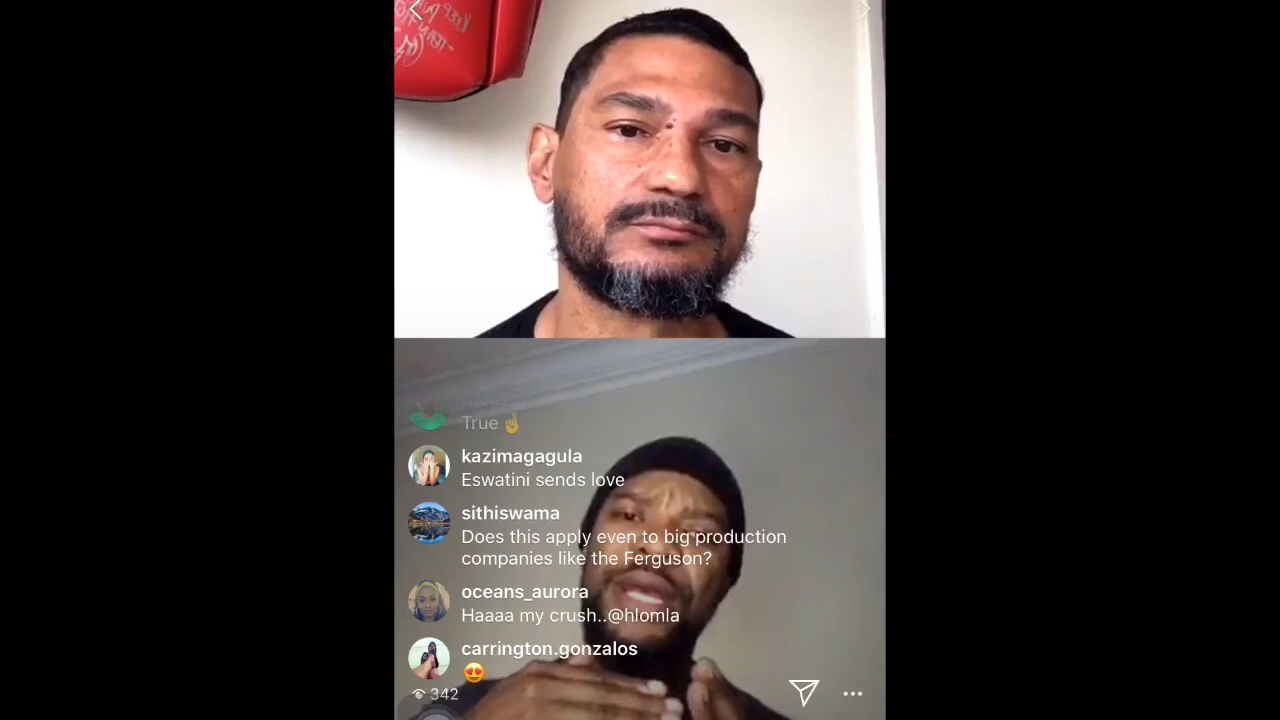 True ☝
kazimagagula
Eswatini sends love
sithiswama
Does this apply even to big production
companies like the Ferguson?
oceans_aurora
Haaaa my crush..@hlomla
carrington.gonzalos
😍
342